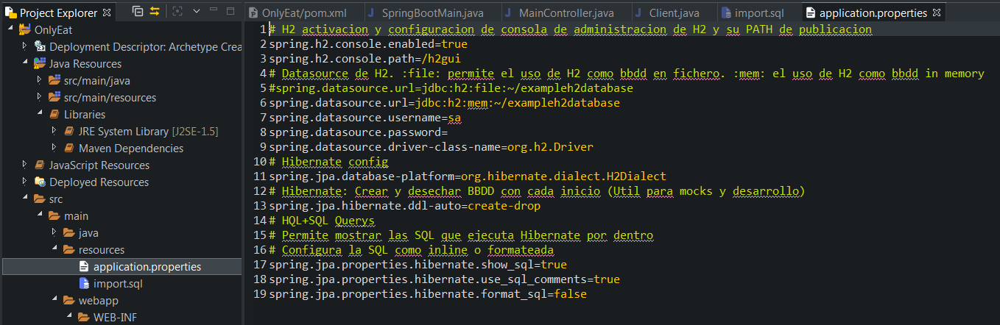 Project Explorer
OnlyEat
Deployment Descriptor: Archetype Crea
Java Resources
src/main/java
src/main/resources
Libraries
JRE System Library [J2SE-1.5]
Maven Dependencies
JavaScript Resources
Deployed Resources
src
main
java
resources
application.properties
import.sql
webapp
WEB-INF
OnlyEat/pom.xml
SpringBootMain.java
MainController.java
Client.java
import.sql
application.properties
1 # H2 activacion y configuracion de consola de administracion de H2 y su PATH de publicacion
2 spring.h2.console.enabled=true
3 spring.h2.console.path=/h2gui
4 # Datasource de H2. :file: permite el uso de H2 como bbdd en fichero. :mem: el uso de H2 como bbdd in memory
5 #spring.datasource.url=jdbc:h2:file:~/exampleh2database
6 spring.datasource.url=jdbc:h2:mem:~/exampleh2database
7 spring.datasource.username=sa
8 spring.datasource.password=
9 spring.datasource.driver-class-name=org.h2.Driver
10 # Hibernate config
11 spring.jpa.database-platform=org.hibernate.dialect.H2Dialect
12 # Hibernate: Crear y desechar BBDD con cada inicio (Util para mocks y desarrollo)
13 spring.jpa.hibernate.ddl-auto=create-drop
14 # HQL+SQL Querys
15 # Permite mostrar las SQL que ejecuta Hibernate por dentro
16 # Configura la SQL como inline o formateada
17 spring.jpa.properties.hibernate.show_sql=true
18 spring.jpa.properties.hibernate.use_sql_comments=true
19 spring.jpa.properties.hibernate.format_sql=false